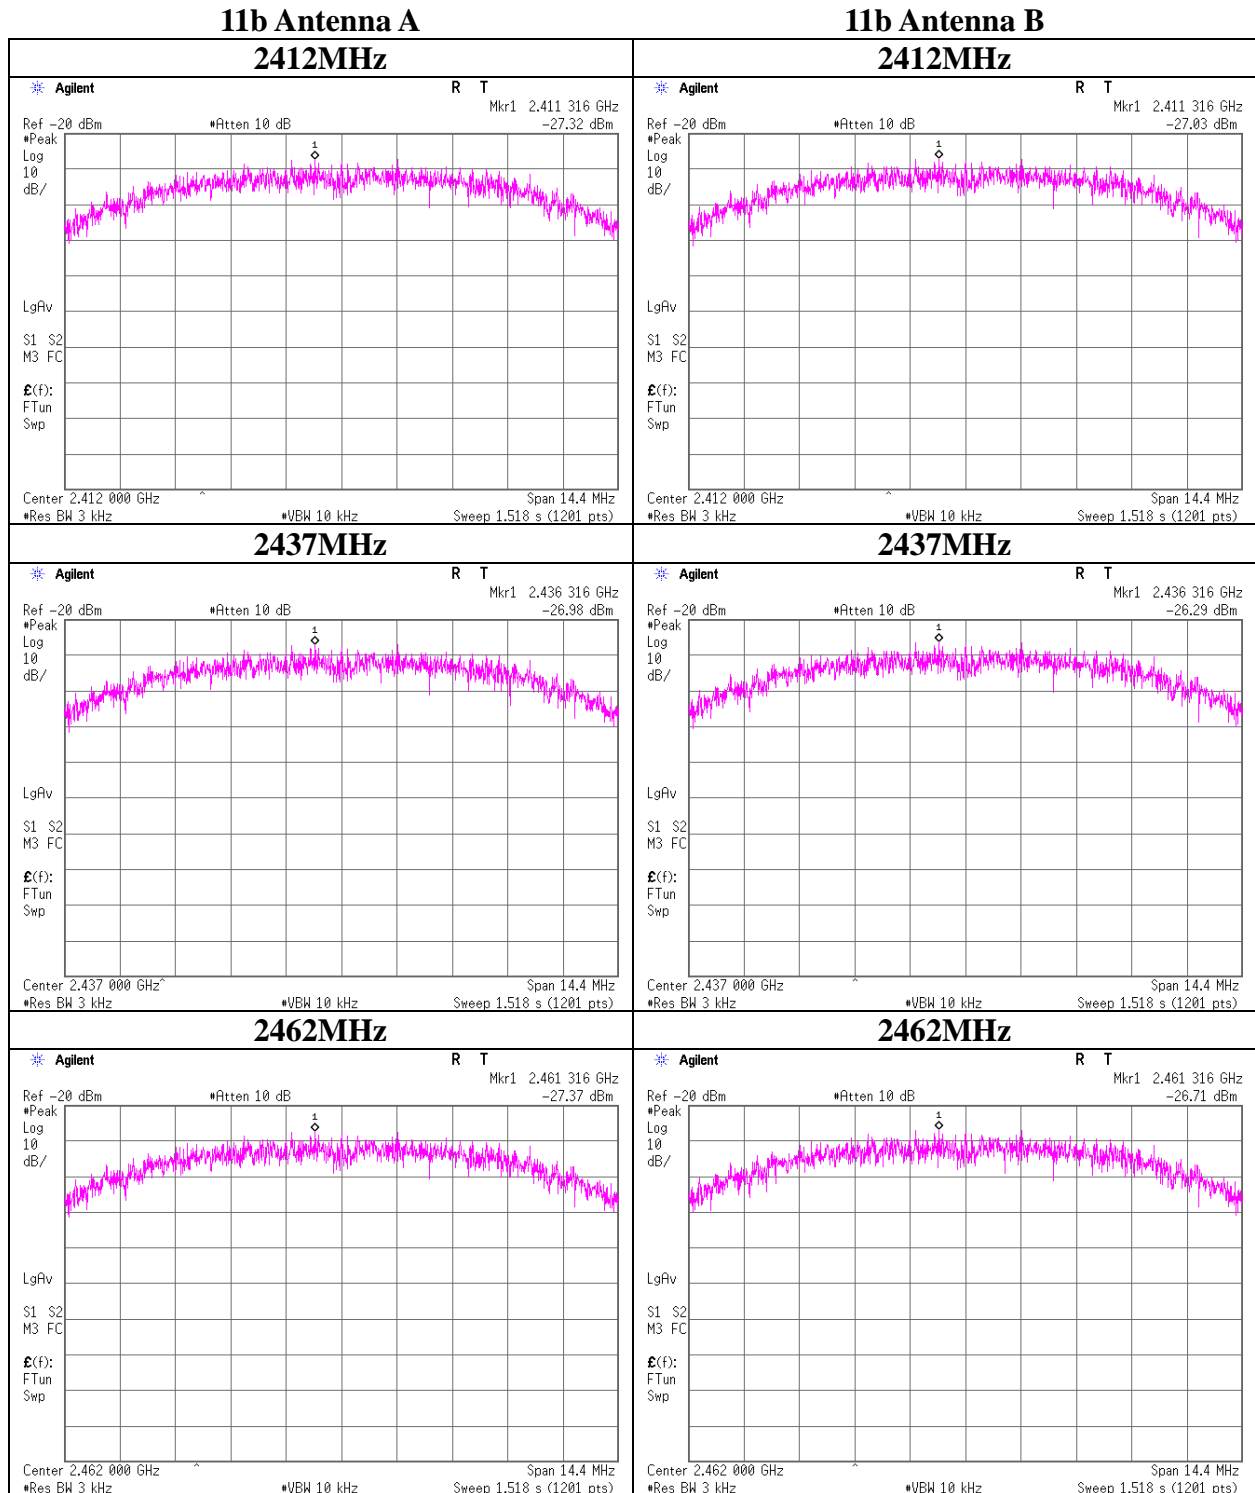 11b Antenna A
11b Antenna B
2412MHz
2412MHz
Agilent
R T
Mkr1 2.411 316 GHz
Ref -20 dBm
#Atten 10 dB
-27.32 dBm
#Peak
Log
10
dB/
1
LgAv
S1 S2
M3 FC
£(f):
FTun
Swp
Center 2.412 000 GHz
^
Span 14.4 MHz
#Res BW 3 kHz
#VBW 10 kHz
Sweep 1.518 s (1201 pts)
Agilent
R T
Mkr1 2.411 316 GHz
Ref -20 dBm
#Atten 10 dB
-27.03 dBm
#Peak
Log
10
dB/
1
LgAv
S1 S2
M3 FC
£(f):
FTun
Swp
Center 2.412 000 GHz
^
Span 14.4 MHz
#Res BW 3 kHz
#VBW 10 kHz
Sweep 1.518 s (1201 pts)
2437MHz
2437MHz
Agilent
R T
Mkr1 2.436 316 GHz
Ref -20 dBm
#Atten 10 dB
-26.98 dBm
#Peak
Log
10
dB/
1
LgAv
S1 S2
M3 FC
£(f):
FTun
Swp
Center 2.437 000 GHz^
Span 14.4 MHz
#Res BW 3 kHz
#VBW 10 kHz
Sweep 1.518 s (1201 pts)
Agilent
R T
Mkr1 2.436 316 GHz
Ref -20 dBm
#Atten 10 dB
-26.29 dBm
#Peak
Log
10
dB/
1
LgAv
S1 S2
M3 FC
£(f):
FTun
Swp
Center 2.437 000 GHz
^
Span 14.4 MHz
#Res BW 3 kHz
#VBW 10 kHz
Sweep 1.518 s (1201 pts)
2462MHz
2462MHz
Agilent
R T
Mkr1 2.461 316 GHz
Ref -20 dBm
#Atten 10 dB
-27.37 dBm
#Peak
Log
10
dB/
1
LgAv
S1 S2
M3 FC
£(f):
FTun
Swp
Center 2.462 000 GHz
^
Span 14.4 MHz
#Res BW 3 kHz
#VBW 10 kHz
Sweep 1.518 s (1201 pts)
Agilent
R T
Mkr1 2.461 316 GHz
Ref -20 dBm
#Atten 10 dB
-26.71 dBm
#Peak
Log
10
dB/
1
LgAv
S1 S2
M3 FC
£(f):
FTun
Swp
Center 2.462 000 GHz
^
Span 14.4 MHz
#Res BW 3 kHz
#VBW 10 kHz
Sweep 1.518 s (1201 pts)